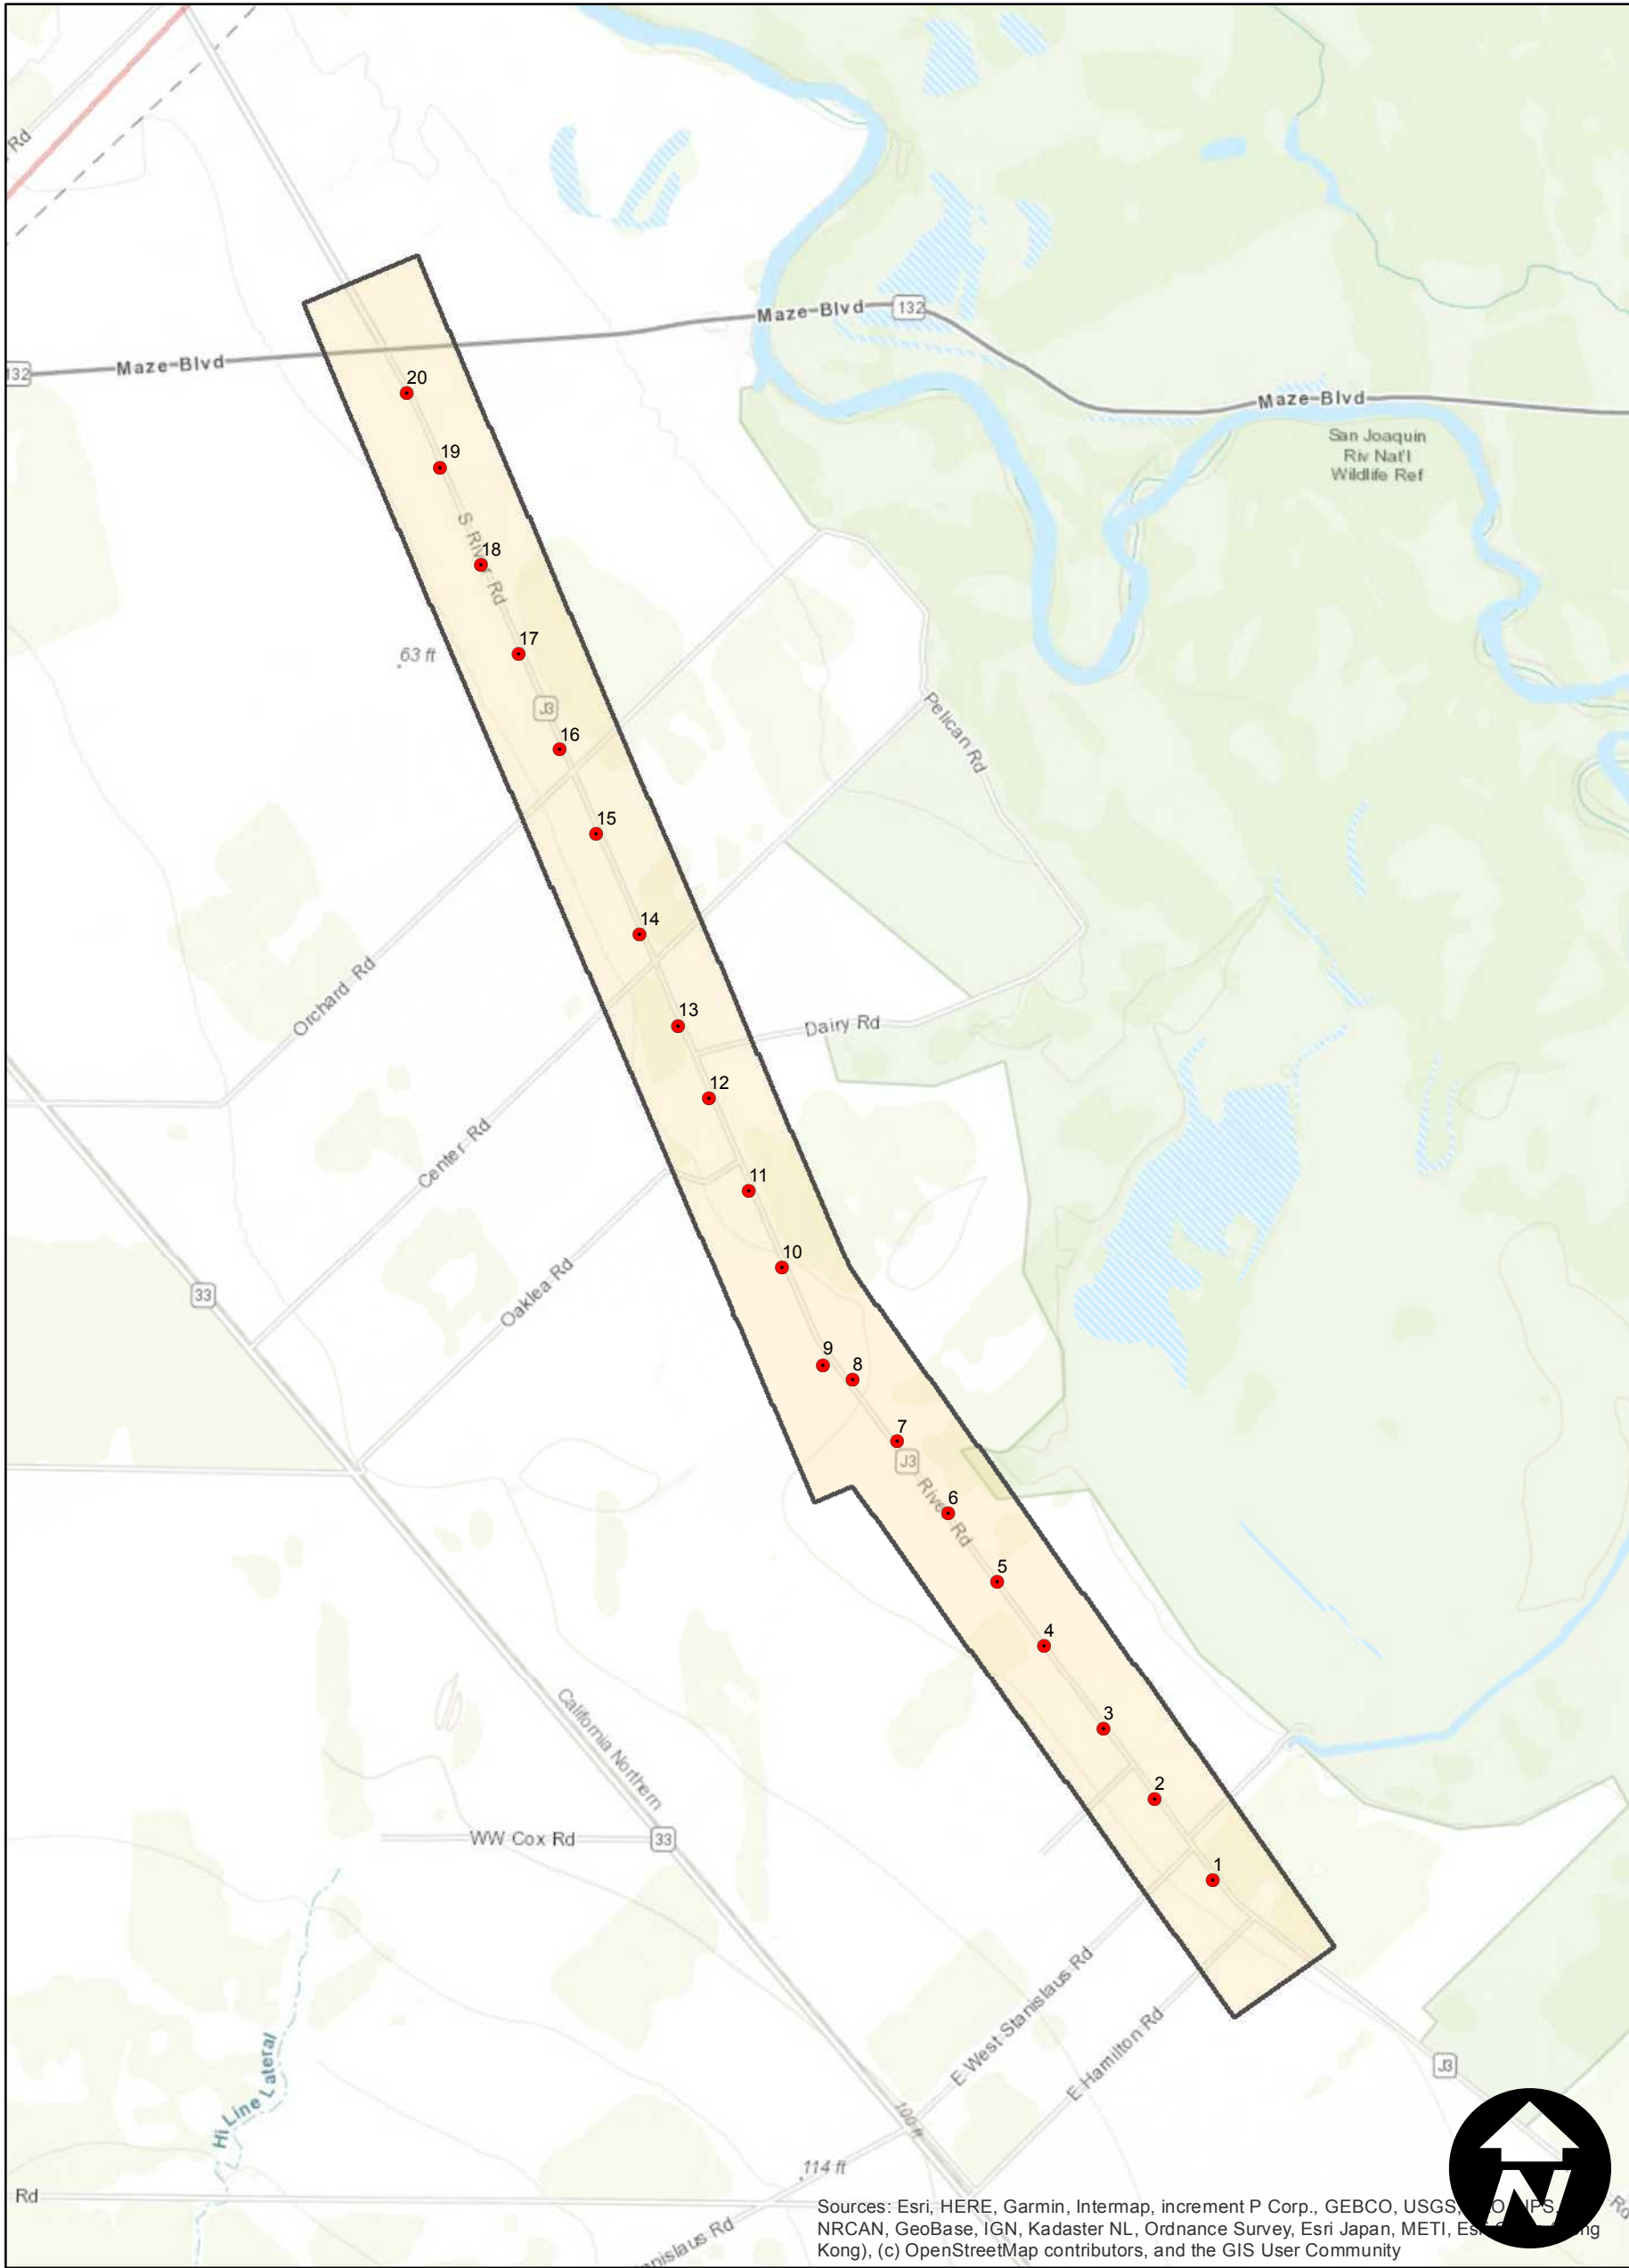 Rd
Maze Blvd
132
132
Maze Blvd
Maze Blvd
San Joaquin
Riv Nat'l
Wildlife Ref
20
19
S River Rd
18
17
63 ft
J3
16
Pelican Rd
15
14
Orchard Rd
13
Dairy Rd
12
Center Rd
11
10
Oaklea Rd
33
9
8
7
J3
River Rd
6
5
4
California Northern
3
2
WW Cox Rd
33
1
E West Stanislaus Rd
E Hamilton Rd
Hi Line Lateral
J3
100 ft
114 ft
Rd
Rd
N
Sources: Esri, HERE, Garmin, Intermap, increment P Corp., GEBCO, USGS,
NRCAN, GeoBase, IGN, Kadaster NL, Ordnance Survey, Esri Japan, METI,
Kong), (c) OpenStreetMap contributors, and the GIS User Community